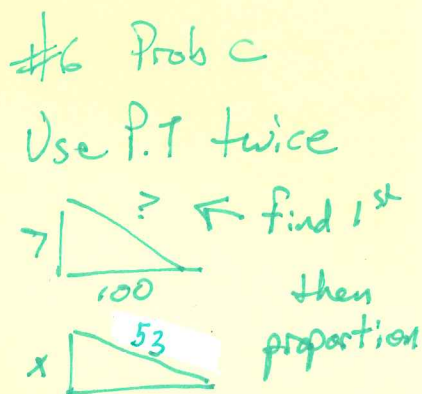 #6 Prob C
Use P.T twice
? ← find 1st
7
100
then
53
proportion
x